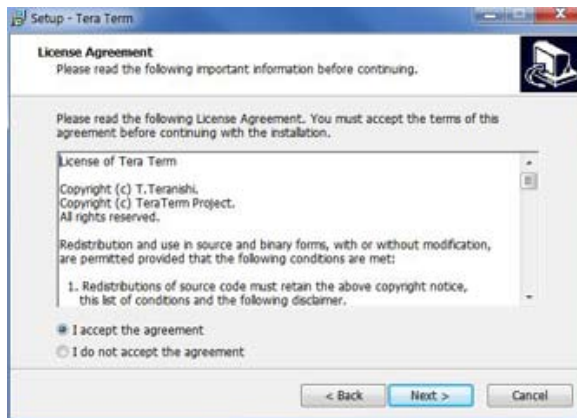 Setup - Tera Term
License Agreement
Please read the following important information before continuing.
Please read the following License Agreement. You must accept the terms of this
agreement before continuing with the installation.
License of Tera Term
Copyright (c) T.Teranishi.
Copyright (c) TeraTerm Project.
All rights reserved.
Redistribution and use in source and binary forms, with or without modification,
are permitted provided that the following conditions are met:
1. Redistributions of source code must retain the above copyright notice,
this list of conditions and the following disclaimer.
I accept the agreement
I do not accept the agreement
< Back Next > Cancel